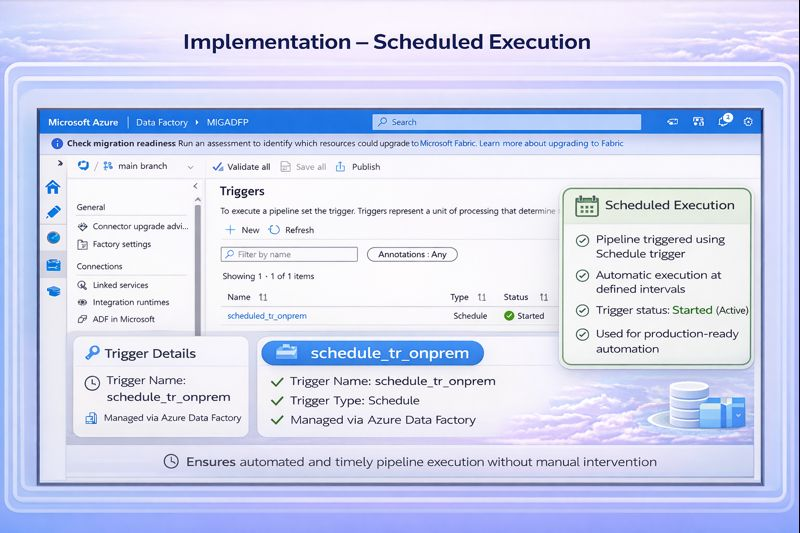 Implementation – Scheduled Execution
Microsoft Azure | Data Factory › MIGADFP
Search
1
Check migration readiness Run an assessment to identify which resources could upgrade to Microsoft Fabric. Learn more about upgrading to Fabric
/ main branch
Validate all
Save all
Publish
General
Connector upgrade advi...
Factory settings
Connections
Linked services
Integration runtimes
ADF in Microsoft
Triggers
To execute a pipeline set the trigger. Triggers represent a unit of processing that determine
New
Refresh
Filter by name
Annotations : Any
Showing 1 - 1 of 1 items
Name Type Status
scheduled_tr_onprem Schedule Started
Scheduled Execution
Pipeline triggered using
Schedule trigger
Automatic execution at
defined intervals
Trigger status: Started (Active)
Used for production-ready
automation
Trigger Details
Trigger Name:
schedule_tr_onprem
Managed via Azure Data Factory
schedule_tr_onprem
Trigger Name: schedule_tr_onprem
Trigger Type: Schedule
Managed via Azure Data Factory
Ensures automated and timely pipeline execution without manual intervention